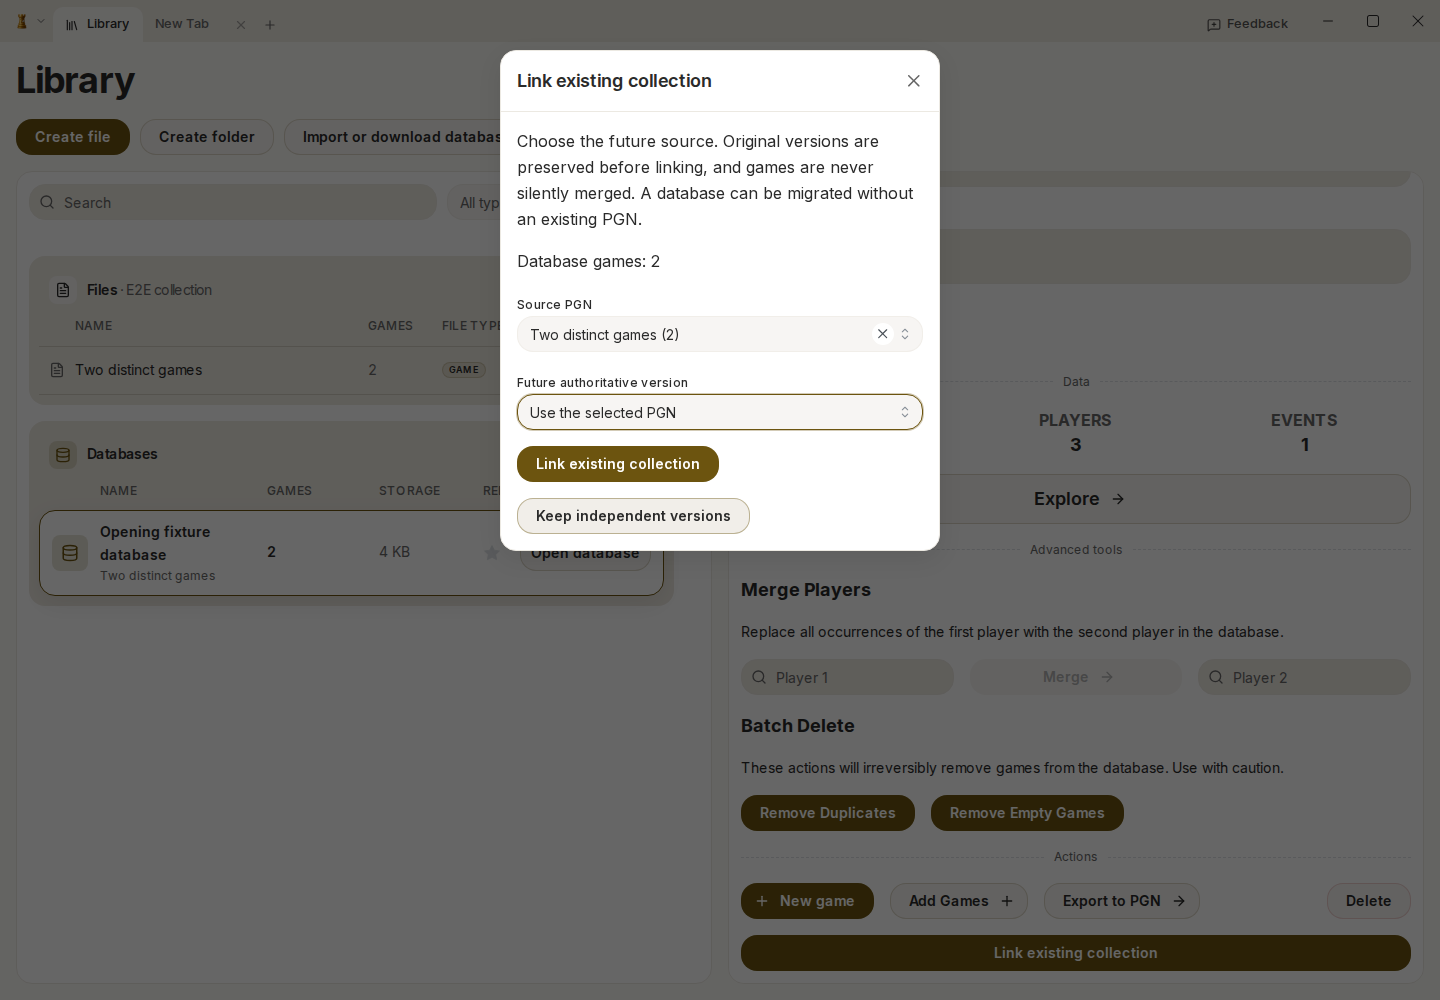 Library
New Tab
Feedback
Library
Create file
Create folder
Import or download databas
Search
All typ
Files · E2E collection
NAME
GAMES
FILE TYPE
Two distinct games
2
GAME
Databases
NAME
GAMES
STORAGE
Opening fixture
database
Two distinct games
2
4 KB
Open database
Link existing collection
Choose the future source. Original versions are
preserved before linking, and games are never
silently merged. A database can be migrated without
an existing PGN.
Database games: 2
Source PGN
Two distinct games (2)
Future authoritative version
Use the selected PGN
Link existing collection
Keep independent versions
Data
PLAYERS
3
EVENTS
1
Explore
Advanced tools
Merge Players
Replace all occurrences of the first player with the second player in the database.
Player 1
Merge
Player 2
Batch Delete
These actions will irreversibly remove games from the database. Use with caution.
Remove Duplicates
Remove Empty Games
Actions
New game
Add Games
Export to PGN
Delete
Link existing collection